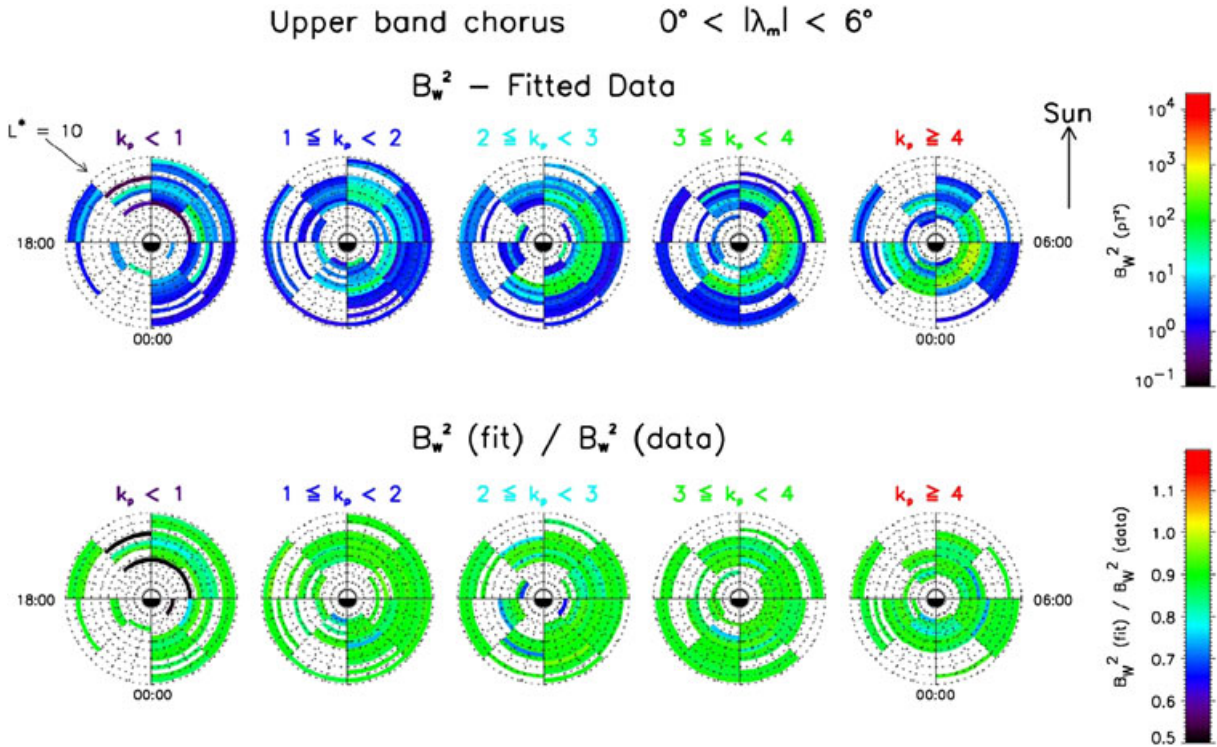 Upper band chorus 0° < |λm| < 6°
Bw² – Fitted Data
L* = 10
Sun
kp < 1 1 ≦ kp < 2 2 ≦ kp < 3 3 ≦ kp < 4 kp ≧ 4
18:00 06:00
00:00 00:00
10⁴
10³
10²
10¹
10⁰
10⁻¹
Bw² (pT²)
Bw² (fit) / Bw² (data)
kp < 1 1 ≦ kp < 2 2 ≦ kp < 3 3 ≦ kp < 4 kp ≧ 4
18:00 06:00
00:00 00:00
1.1
1.0
0.9
0.8
0.7
0.6
0.5
Bw² (fit) / Bw² (data)